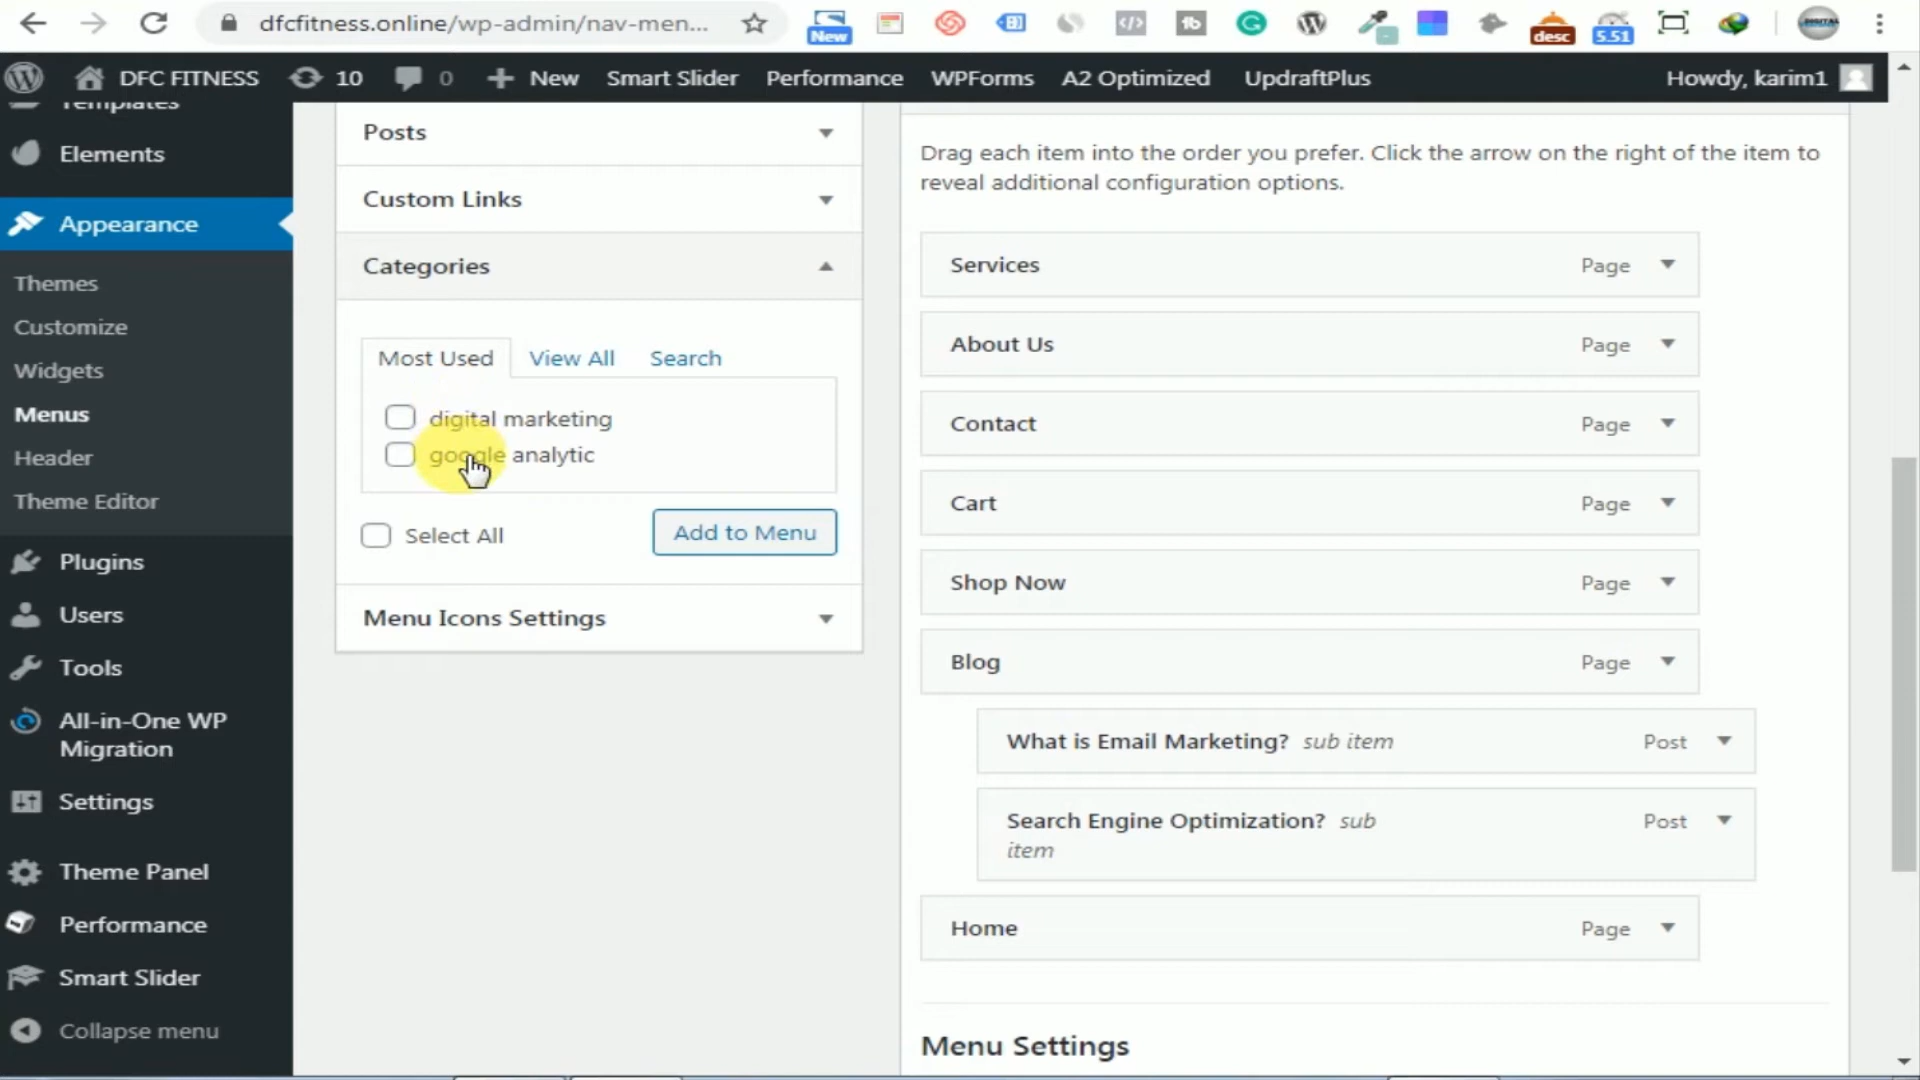 dfcfitness.online/wp-admin/nav-men...
New
desc
5.51
DFC FITNESS
10
0
New
Smart Slider
Performance
WPForms
A2 Optimized
UpdraftPlus
Howdy, karim1
Templates
Elements
Appearance
Themes
Customize
Widgets
Menus
Header
Theme Editor
Plugins
Users
Tools
All-in-One WP
Migration
Settings
Theme Panel
Performance
Smart Slider
Collapse menu
Posts
Custom Links
Categories
Most Used
View All
Search
digital marketing
google analytic
Select All
Add to Menu
Menu Icons Settings
Drag each item into the order you prefer. Click the arrow on the right of the item to
reveal additional configuration options.
Services Page
About Us Page
Contact Page
Cart Page
Shop Now Page
Blog Page
What is Email Marketing? sub item Post
Search Engine Optimization? sub Post
item
Home Page
Menu Settings